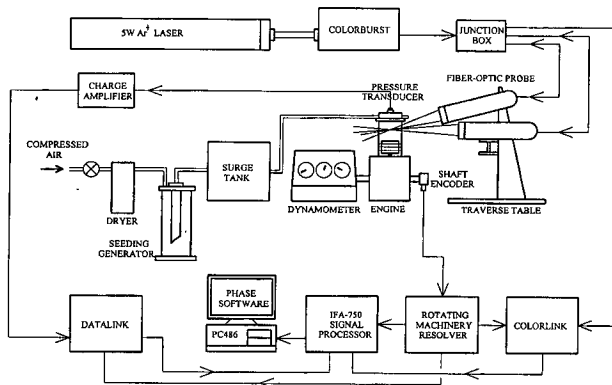 5W Ar+ LASER
COLORBURST
JUNCTION
BOX
FIBER-OPTIC PROBE
CHARGE
AMPLIFIER
PRESSURE
TRANSDUCER
COMPRESSED
AIR
SURGE
TANK
SHAFT
ENCODER
DRYER
DYNAMOMETER
ENGINE
TRAVERSE TABLE
SEEDING
GENERATOR
PHASE
SOFTWARE
PC486
DATALINK
IFA-750
SIGNAL
PROCESSOR
ROTATING
MACHINERY
RESOLVER
COLORLINK